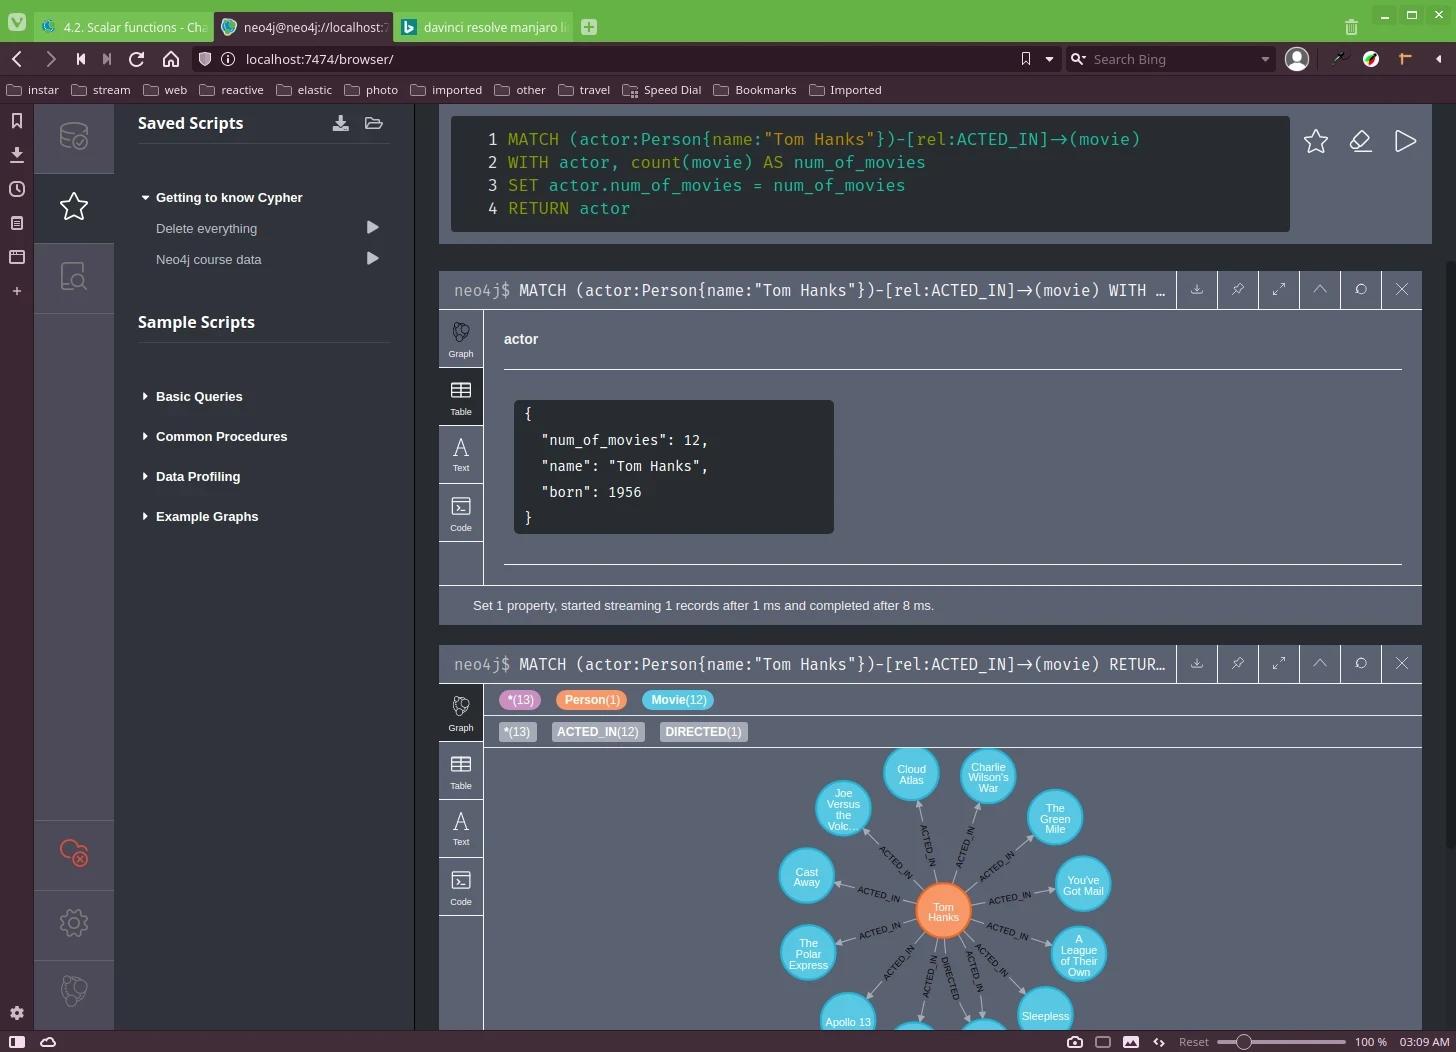 4.2. Scalar functions - Cha
neo4j@neo4j://localhost:7
davinci resolve manjaro li
localhost:7474/browser/
Search Bing
instar
stream
web
reactive
elastic
photo
imported
other
travel
Speed Dial
Bookmarks
Imported
Saved Scripts
Getting to know Cypher
Delete everything
Neo4j course data
Sample Scripts
Basic Queries
Common Procedures
Data Profiling
Example Graphs
1 MATCH (actor:Person{name:"Tom Hanks"})-[rel:ACTED_IN]→(movie)
2 WITH actor, count(movie) AS num_of_movies
3 SET actor.num_of_movies = num_of_movies
4 RETURN actor
neo4j$ MATCH (actor:Person{name:"Tom Hanks"})-[rel:ACTED_IN]→(movie) WITH …
Graph
Table
Text
Code
actor
{
"num_of_movies": 12,
"name": "Tom Hanks",
"born": 1956
}
Set 1 property, started streaming 1 records after 1 ms and completed after 8 ms.
neo4j$ MATCH (actor:Person{name:"Tom Hanks"})-[rel:ACTED_IN]→(movie) RETUR…
Graph
Table
Text
Code
*(13)
Person(1)
Movie(12)
*(13)
ACTED_IN(12)
DIRECTED(1)
Cloud
Atlas
Charlie
Wilson's
War
Joe
Versus
the
Volc…
The
Green
Mile
Cast
Away
You've
Got Mail
Tom
Hanks
The
Polar
Express
A
League
of Their
Own
Apollo 13
Sleepless
ACTED_IN
ACTED_IN
ACTED_IN
ACTED_IN
ACTED_IN
ACTED_IN
ACTED_IN
ACTED_IN
ACTED_IN
ACTED_IN
DIRECTED
ACTED_IN
ACTED_IN
Reset
100 %
03:09 AM